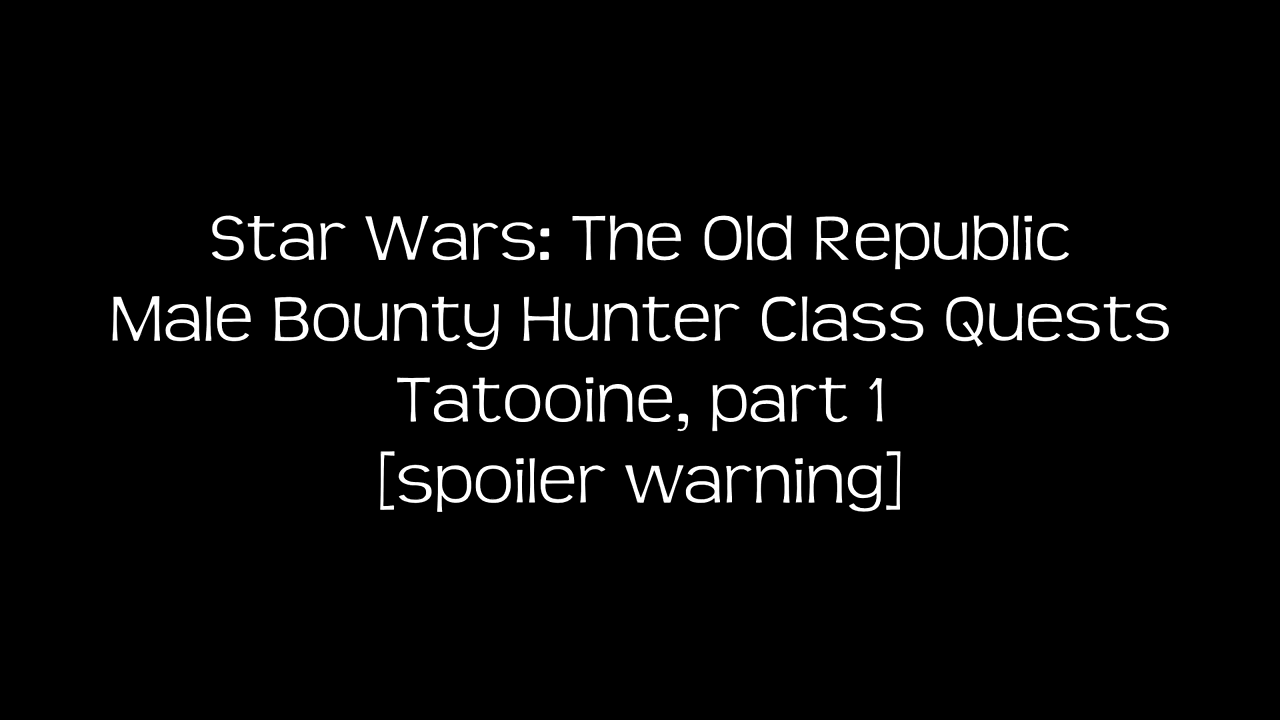 Star Wars: The Old Republic
Male Bounty Hunter Class Quests
Tatooine, part 1
[spoiler warning]